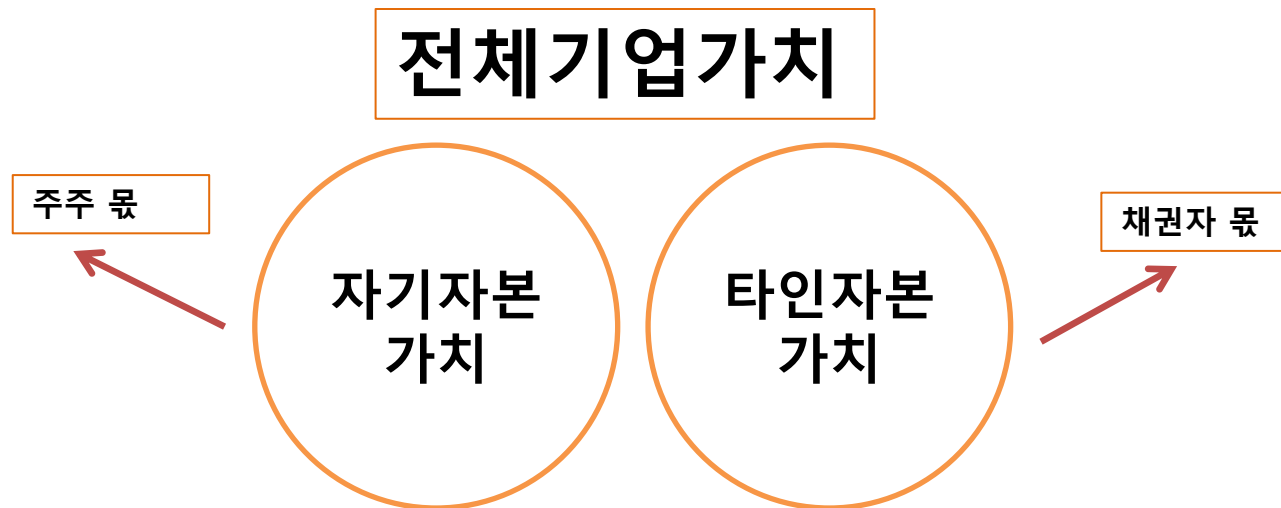 전체기업가치
주주 몫
채권자 몫
자기자본
가치
타인자본
가치